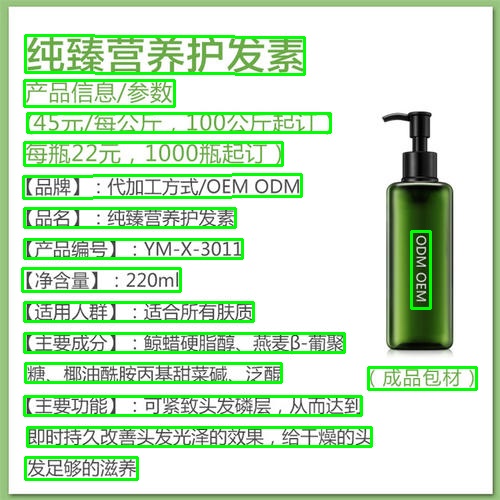 纯臻营养护发素
产品信息/参数
（45元/每公斤，100公斤起订）
每瓶22元，1000瓶起订）
【品牌】：代加工方式/OEM ODM
【品名】：纯臻营养护发素
【产品编号】：YM-X-3011
【净含量】：220ml
【适用人群】：适合所有肤质
【主要成分】：鲸蜡硬脂醇、燕麦β-葡聚
糖、椰油酰胺丙基甜菜碱、泛醌
【主要功能】：可紧致头发磷层，从而达到
即时持久改善头发光泽的效果，给干燥的头
发足够的滋养
ODM OEM
（成品包材）